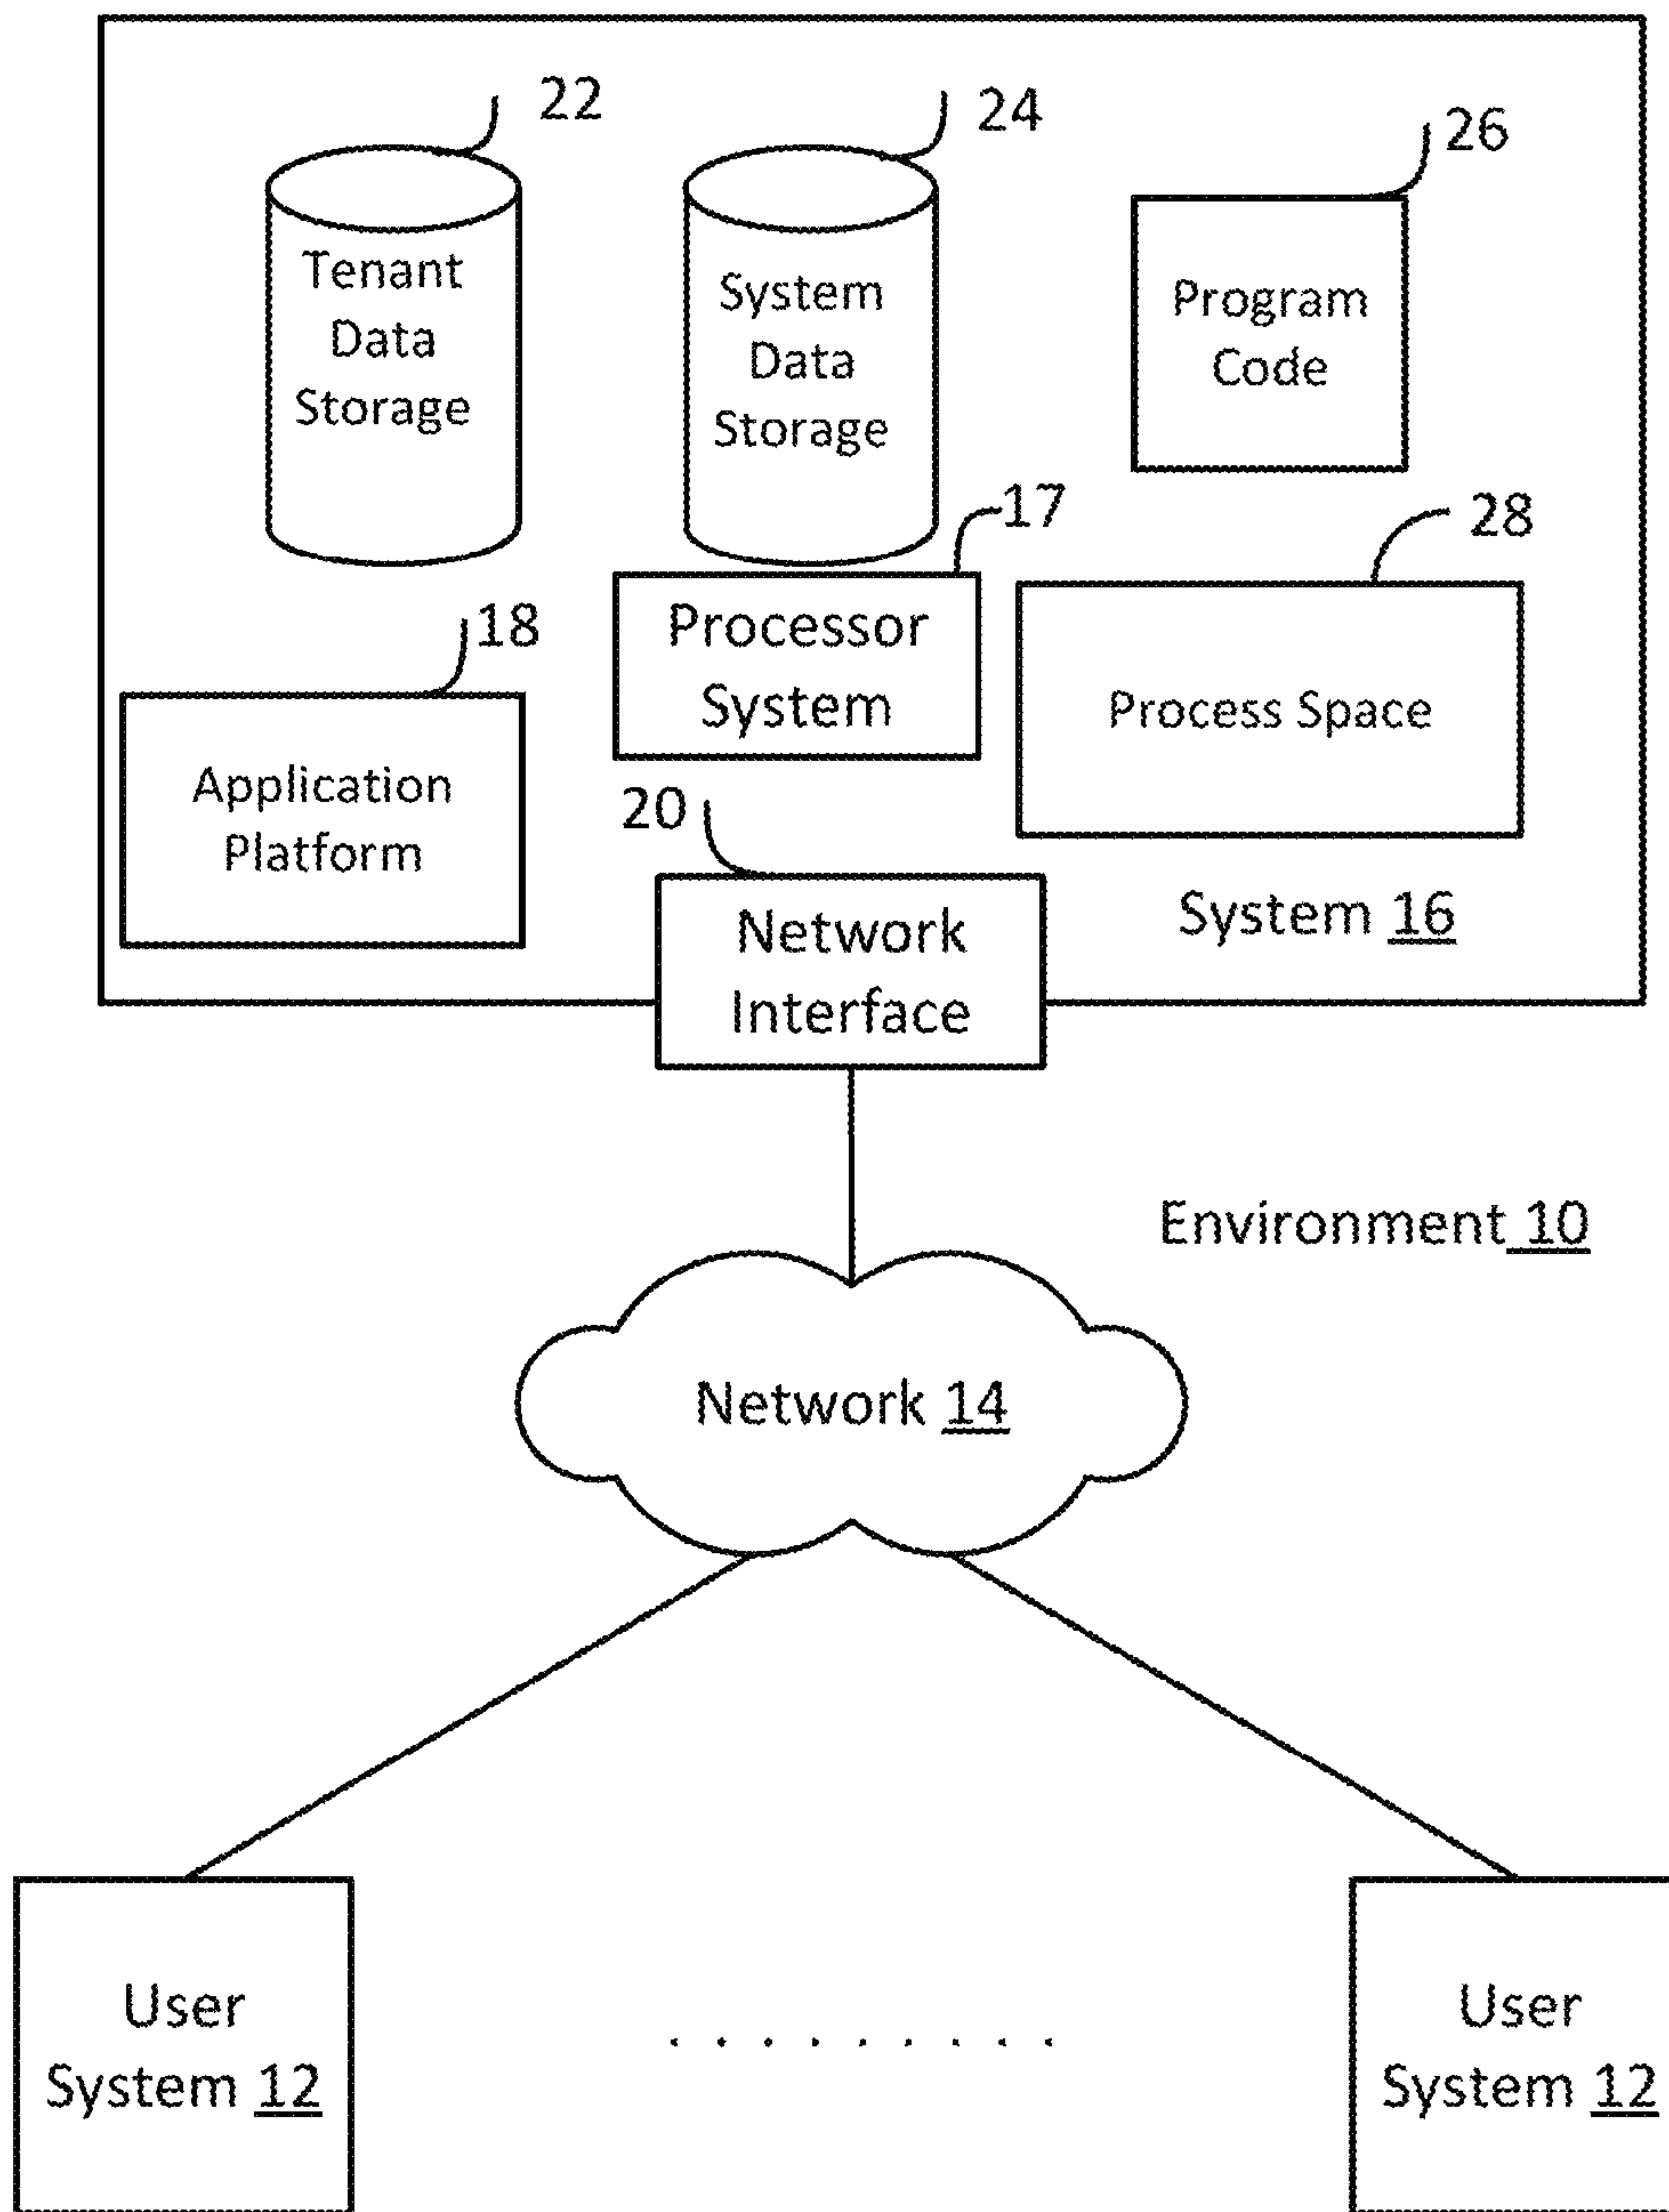 22
24
26
Tenant
Data
Storage
System
Data
Storage
Program
Code
17
28
18
Processor
System
Process Space
Application
Platform
20
System 16
Network
Interface
Environment 10
Network 14
User
System 12
User
System 12